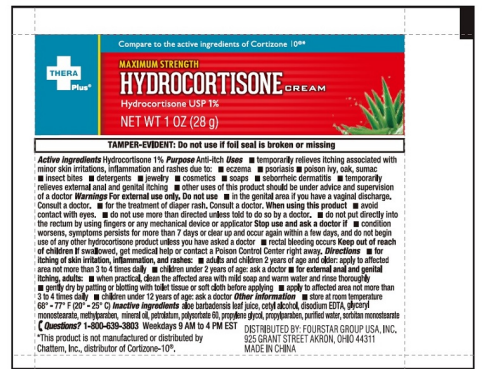 Compare to the active ingredients of Cortizone 10®*
THERA
Plus®
MAXIMUM STRENGTH
HYDROCORTISONE CREAM
Hydrocortisone USP 1%
NET WT 1 OZ (28 g)
TAMPER-EVIDENT: Do not use if foil seal is broken or missing
Active ingredients Hydrocortisone 1% Purpose Anti-itch Uses ■ temporarily relieves itching associated with
minor skin irritations, inflammation and rashes due to: ■ eczema ■ psoriasis ■ poison ivy, oak, sumac
■ insect bites ■ detergents ■ jewelry ■ cosmetics ■ soaps ■ seborrheic dermatitis ■ temporarily
relieves external anal and genital itching ■ other uses of this product should be under advice and supervision
of a doctor Warnings For external use only. Do not use ■ in the genital area if you have a vaginal discharge.
Consult a doctor. ■ for the treatment of diaper rash. Consult a doctor. When using this product ■ avoid
contact with eyes. ■ do not use more than directed unless told to do so by a doctor. ■ do not put directly into
the rectum by using fingers or any mechanical device or applicator Stop use and ask a doctor if ■ condition
worsens, symptoms persists for more than 7 days or clear up and occur again within a few days, and do not begin
use of any other hydrocortisone product unless you have asked a doctor ■ rectal bleeding occurs Keep out of reach
of children If swallowed, get medical help or contact a Poison Control Center right away. Directions ■ for
itching of skin irritation, inflammation, and rashes: ■ adults and children 2 years of age and older: apply to affected
area not more than 3 to 4 times daily ■ children under 2 years of age: ask a doctor ■ for external anal and genital
itching, adults: ■ when practical, clean the affected area with mild soap and warm water and rinse thoroughly
■ gently dry by patting or blotting with toilet tissue or soft cloth before applying ■ apply to affected area not more than
3 to 4 times daily ■ children under 12 years of age: ask a doctor Other information ■ store at room temperature
68° - 77° F (20° - 25° C) Inactive ingredients aloe barbadensis leaf juice, cetyl alcohol, disodium EDTA, glyceryl
monostearate, methylparaben, mineral oil, petrolatum, polysorbate 60, propylene glycol, propylparaben, purified water, sorbitan monostearate
Questions? 1-800-639-3803 Weekdays 9 AM to 4 PM EST
*This product is not manufactured or distributed by
Chattem, Inc., distributor of Cortizone-10®.
DISTRIBUTED BY: FOURSTAR GROUP USA, INC.
925 GRANT STREET AKRON, OHIO 44311
MADE IN CHINA